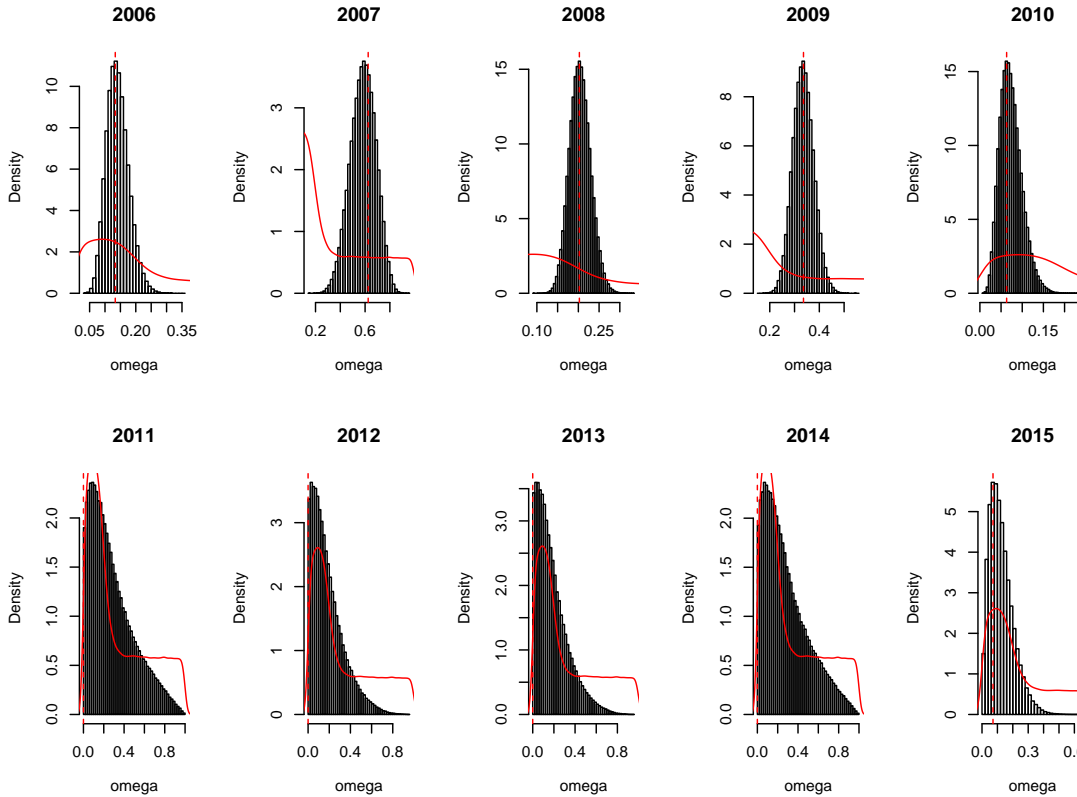 2006
Density
0 2 4 6 8 10
0.05 0.20 0.35
omega
2007
Density
0 1 2 3
0.2 0.6
omega
2008
Density
0 5 10 15
0.10 0.25
omega
2009
Density
0 2 4 6 8
0.2 0.4
omega
2010
Density
0 5 10 15
0.00 0.15
omega
2011
Density
0.0 0.5 1.0 1.5 2.0
0.0 0.4 0.8
omega
2012
Density
0 1 2 3
0.0 0.4 0.8
omega
2013
Density
0.0 1.0 2.0 3.0
0.0 0.4 0.8
omega
2014
Density
0.0 0.5 1.0 1.5 2.0
0.0 0.4 0.8
omega
2015
Density
0 1 2 3 4 5
0.0 0.3
omega